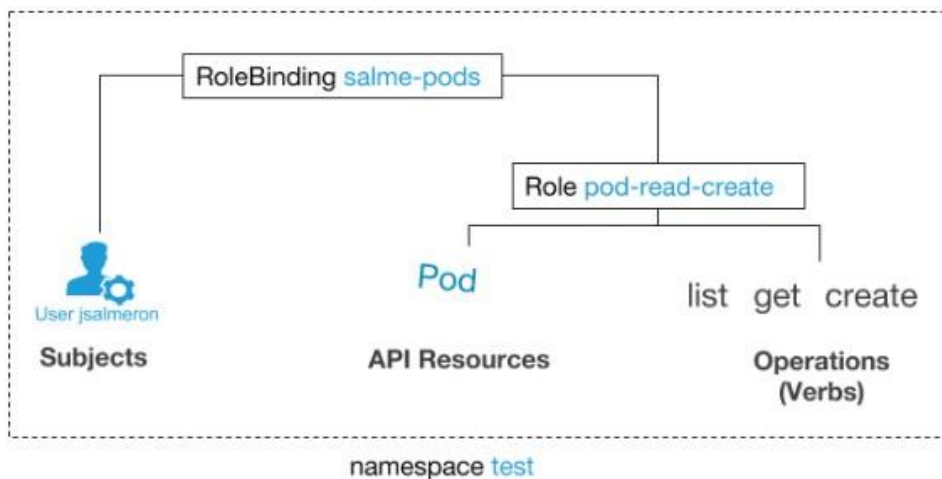 RoleBinding salme-pods
Role pod-read-create
User jsalmeron
Pod
list get create
Subjects
API Resources
Operations
(Verbs)
namespace test